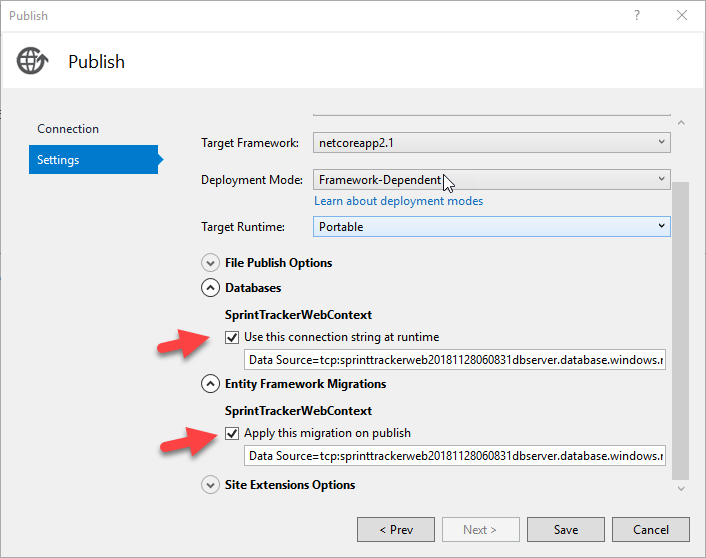 Publish
?
Publish
Connection
Settings
Target Framework: netcoreapp2.1
Deployment Mode: Framework-Dependent
Learn about deployment modes
Target Runtime: Portable
File Publish Options
Databases
SprintTrackerWebContext
Use this connection string at runtime
Data Source=tcp:sprinttrackerweb20181128060831dbserver.database.windows.
Entity Framework Migrations
SprintTrackerWebContext
Apply this migration on publish
Data Source=tcp:sprinttrackerweb20181128060831dbserver.database.windows.
Site Extensions Options
< Prev
Next >
Save
Cancel